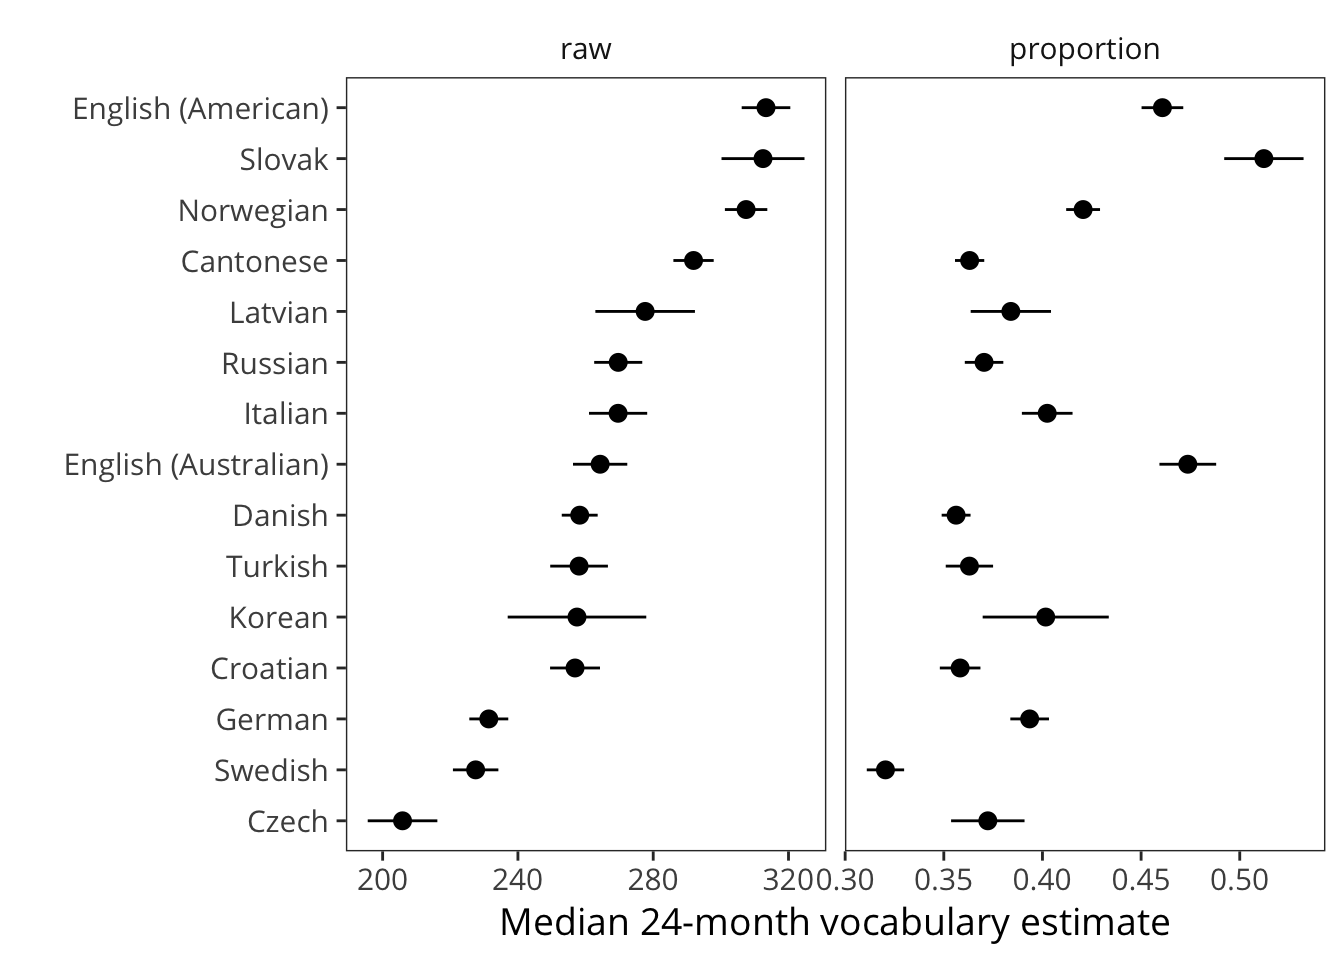 raw
proportion
English (American)
Slovak
Norwegian
Cantonese
Latvian
Russian
Italian
English (Australian)
Danish
Turkish
Korean
Croatian
German
Swedish
Czech
200 240 280 320 0.30 0.35 0.40 0.45 0.50
Median 24-month vocabulary estimate